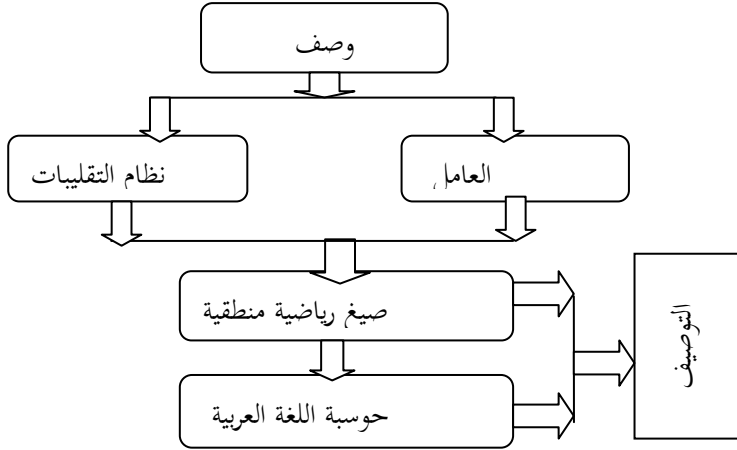 وصف
العامل
نظام التقليبات
صيغ رياضية منطقية
حوسبة اللغة العربية
التوصيف